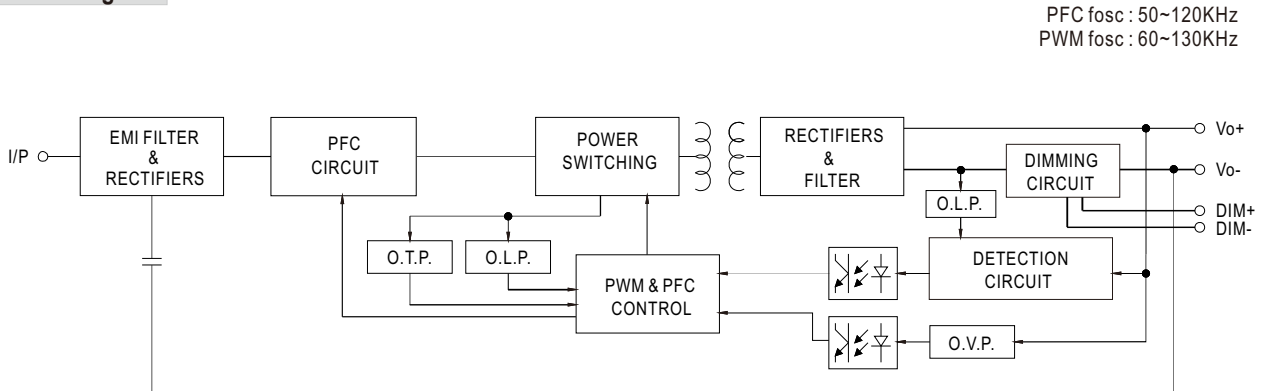 PFC fosc : 50~120KHz
PWM fosc : 60~130KHz
I/P
EMI FILTER
&
RECTIFIERS
PFC
CIRCUIT
POWER
SWITCHING
RECTIFIERS
&
FILTER
DIMMING
CIRCUIT
Vo+
Vo-
DIM+
DIM-
O.L.P.
O.T.P.
O.L.P.
PWM & PFC
CONTROL
DETECTION
CIRCUIT
O.V.P.